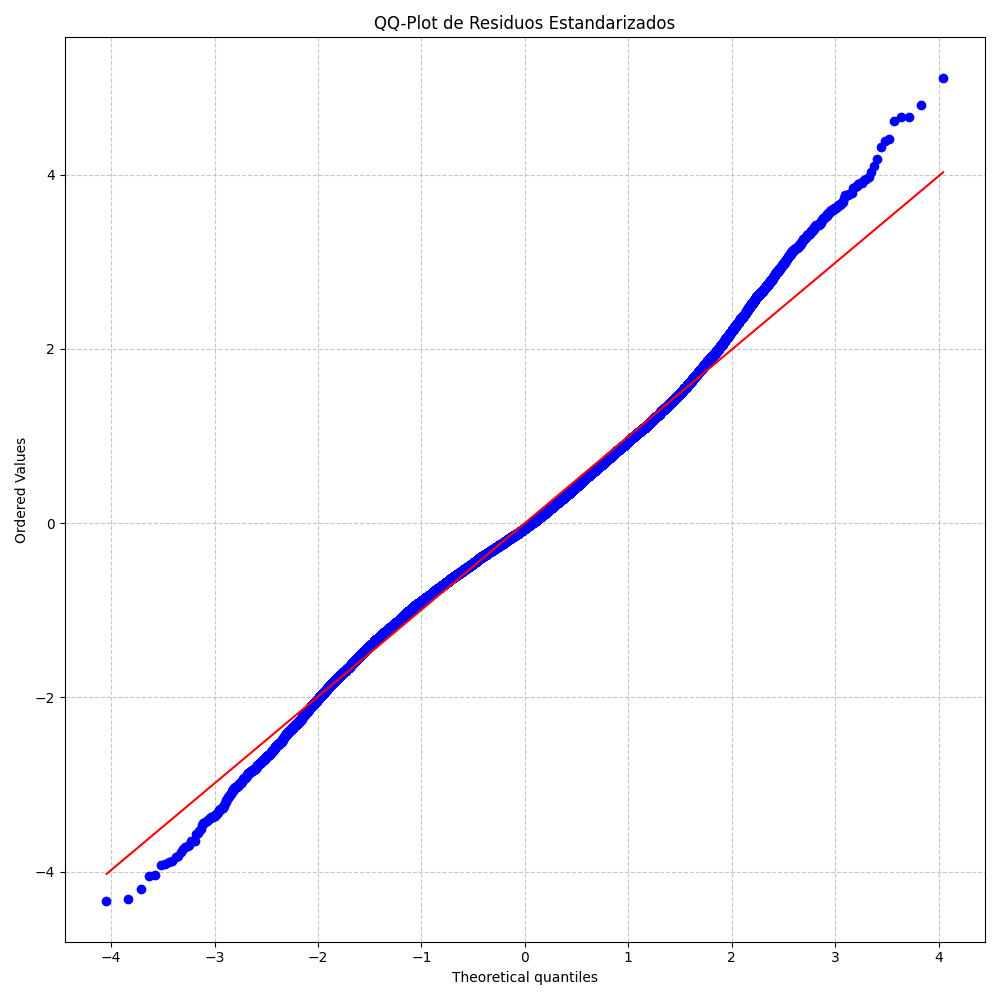 QQ-Plot de Residuos Estandarizados
Ordered Values
4
2
0
−2
−4
−4 −3 −2 −1 0 1 2 3 4
Theoretical quantiles